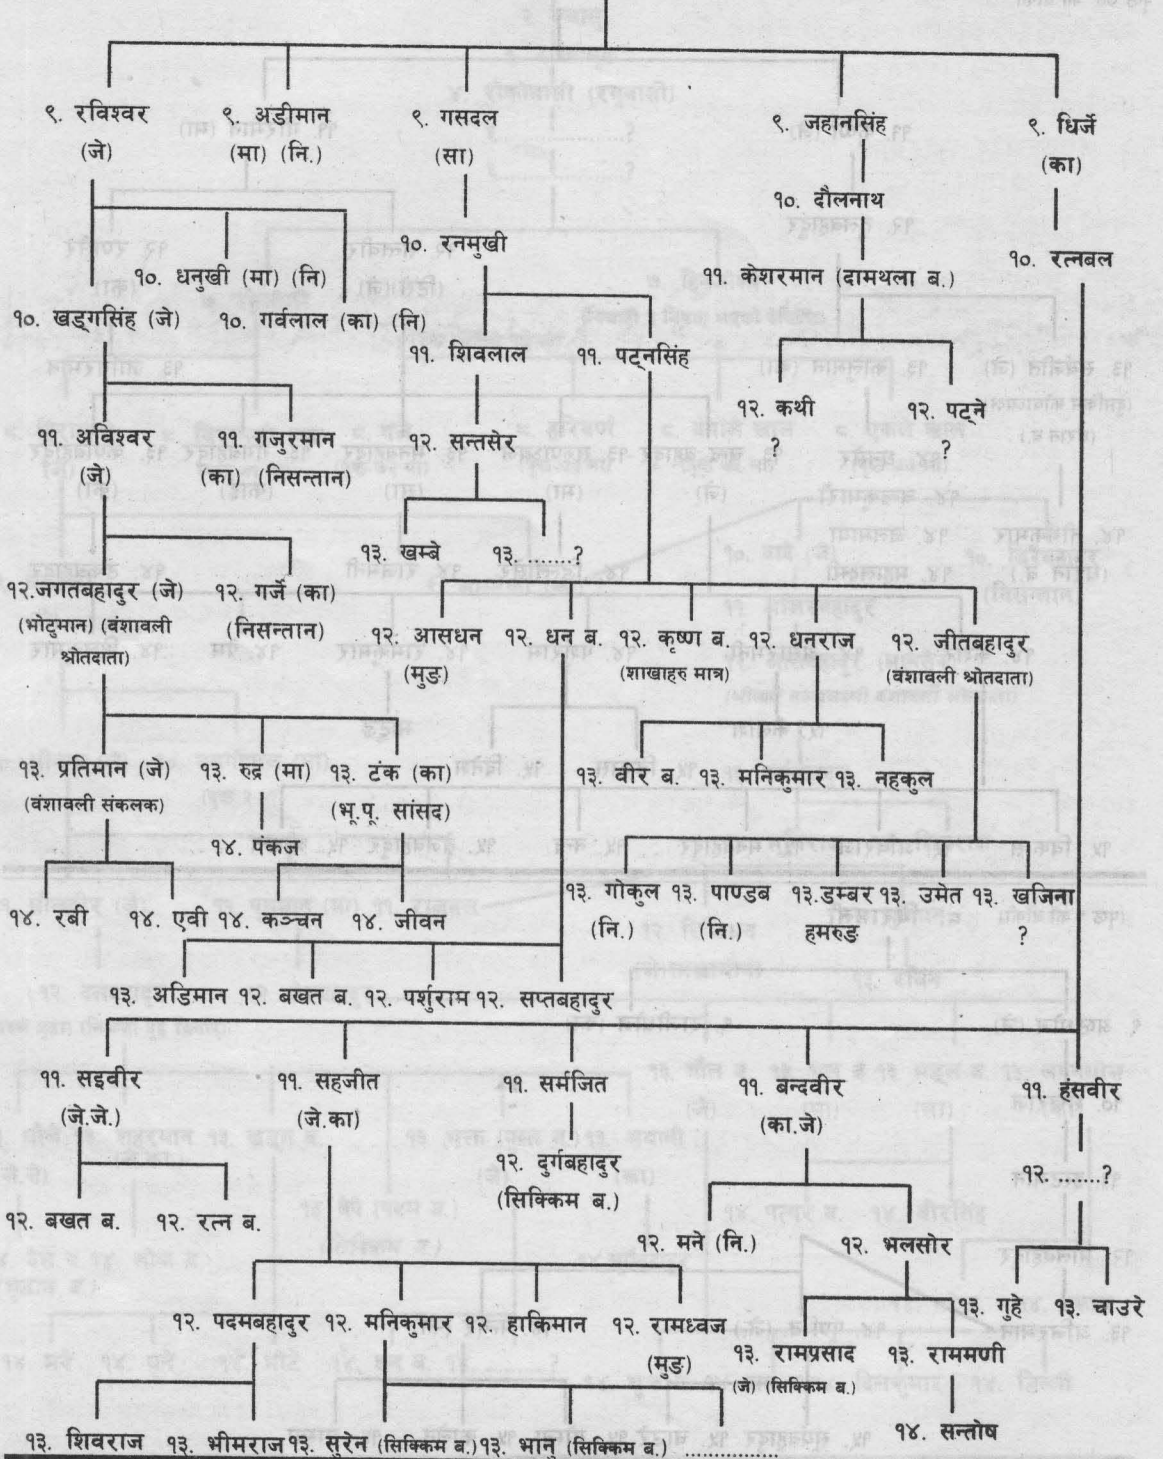 ९. रविश्वर ९. अडीमान ९. गसदल ९. जहानसिंह ९. धिर्जे
(जे) (मा) (नि.) (सा) (का)
१०. दौलनाथ
१०. रनमुखी १०. रत्नबल
१०. धनुखी (मा) (नि) ११. केशरमान (दामथला ब.)
१०. खड्गसिंह (जे) १०. गर्वलाल (का) (नि)
११. शिवलाल ११. पट्नसिंह
१२. कथी १२. पट्ने
११. अविश्वर ११. गजुरमान १२. सन्तसेर ? ?
(जे) (का) (निसन्तान)
१३. खम्बे १३.........?
१२.जगतबहादुर (जे) १२. गर्जे (का)
(भोटुमान) (वंशावली (निसन्तान) १२. आसधन १२. धन ब. १२. कृष्ण ब. १२. धनराज १२. जीतबहादुर
श्रोतदाता) (मुङ) (शाखाहरु मात्र) (वंशावली श्रोतदाता)
१३. प्रतिमान (जे) १३. रुद्र (मा) १३. टंक (का) १३. वीर ब. १३. मनिकुमार १३. नहकुल
(वंशावली संकलक) (भू.पू. सांसद)
१४. पंकज
१३. गोकुल १३. पाण्डब १३.डम्बर १३. उमेत १३. खजिना
१४. रबी १४. एवी १४. कञ्चन १४. जीवन (नि.) (नि.) हमरुङ ?
१३. अडिमान १२. बखत ब. १२. पर्शुराम १२. सप्तबहादुर
११. सइवीर ११. सहजीत ११. सर्मजित ११. बन्दवीर ११. हंसवीर
(जे.जे.) (जे.का) (का.जे)
१२. दुर्गबहादुर १२. .......?
(सिक्किम ब.)
१२. बखत ब. १२. रत्न ब.
१२. मने (नि.) १२. भलसोर
१३. गुहे १३. चाउरे
१२. पदमबहादुर १२. मनिकुमार १२. हाकिमान १२. रामध्वज
(मुङ) १३. रामप्रसाद १३. राममणी
(जे) (सिक्किम ब.)
१४. सन्तोष
१३. शिवराज १३. भीमराज १३. सुरेन (सिक्किम ब.) १३. भानु (सिक्किम ब.) ................